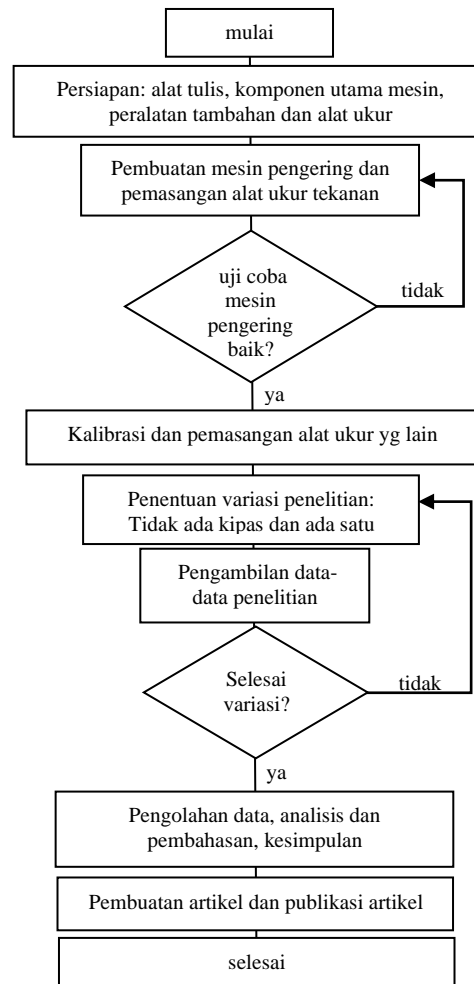 mulai
Persiapan: alat tulis, komponen utama mesin,
peralatan tambahan dan alat ukur
Pembuatan mesin pengering dan
pemasangan alat ukur tekanan
uji coba
mesin
pengering
baik?
tidak
ya
Kalibrasi dan pemasangan alat ukur yg lain
Penentuan variasi penelitian:
Tidak ada kipas dan ada satu
Pengambilan data-
data penelitian
Selesai
variasi?
tidak
ya
Pengolahan data, analisis dan
pembahasan, kesimpulan
Pembuatan artikel dan publikasi artikel
selesai